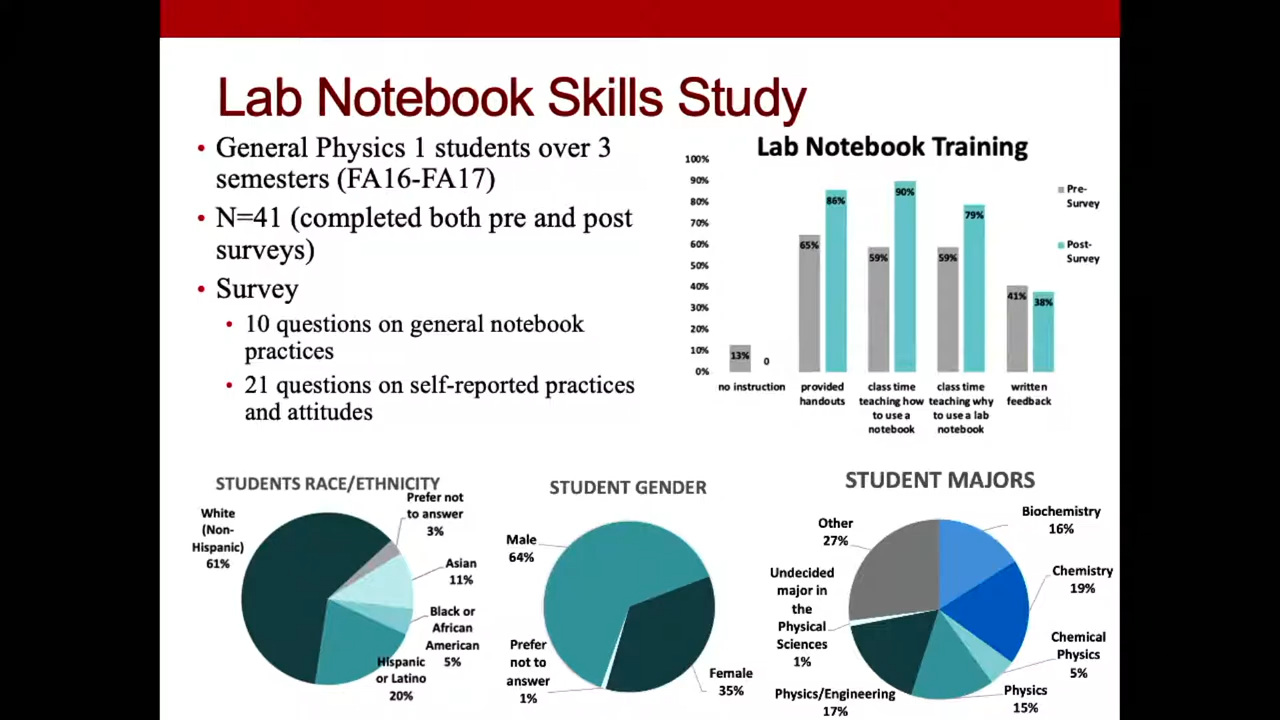 Lab Notebook Skills Study
• General Physics 1 students over 3
semesters (FA16-FA17)
• N=41 (completed both pre and post
surveys)
• Survey
• 10 questions on general notebook
practices
• 21 questions on self-reported practices
and attitudes
Lab Notebook Training
100%
90%
80%
70%
60%
50%
40%
30%
20%
10%
0%
13%
0
65%
86%
59%
90%
59%
79%
41%
38%
no instruction
provided
handouts
class time
teaching how
to use a
notebook
class time
teaching why
to use a lab
notebook
written
feedback
Pre-
Survey
Post-
Survey
STUDENTS RACE/ETHNICITY
White
(Non-
Hispanic)
61%
Prefer not
to answer
3%
Asian
11%
Black or
African
American
5%
Hispanic
or Latino
20%
STUDENT GENDER
Male
64%
Prefer
not to
answer
1%
Female
35%
STUDENT MAJORS
Other
27%
Biochemistry
16%
Chemistry
19%
Chemical
Physics
5%
Physics
15%
Physics/Engineering
17%
Undecided
major in
the
Physical
Sciences
1%